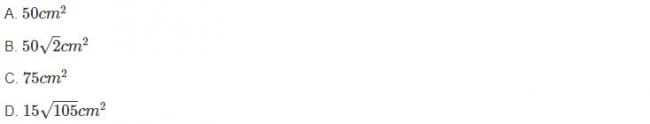 A. 50cm²
B. 50√2cm²
C. 75cm²
D. 15√105cm²